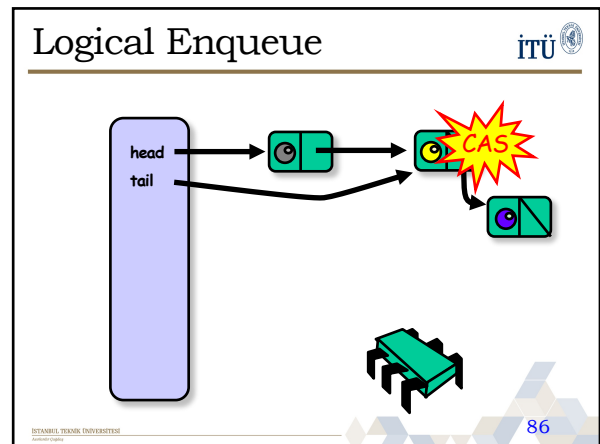 Logical Enqueue
İTÜ
head
tail
CAS
İSTANBUL TEKNİK ÜNİVERSİTESİ
86